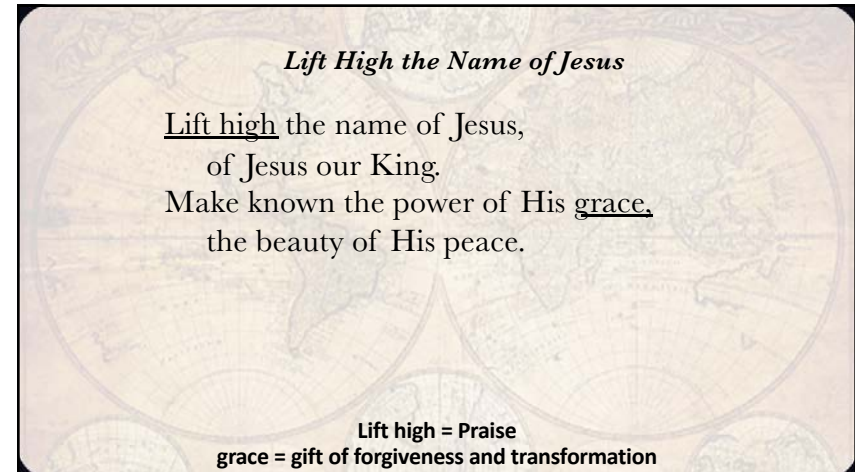 Lift High the Name of Jesus
Lift high the name of Jesus,
of Jesus our King.
Make known the power of His grace,
the beauty of His peace.
Lift high = Praise
grace = gift of forgiveness and transformation